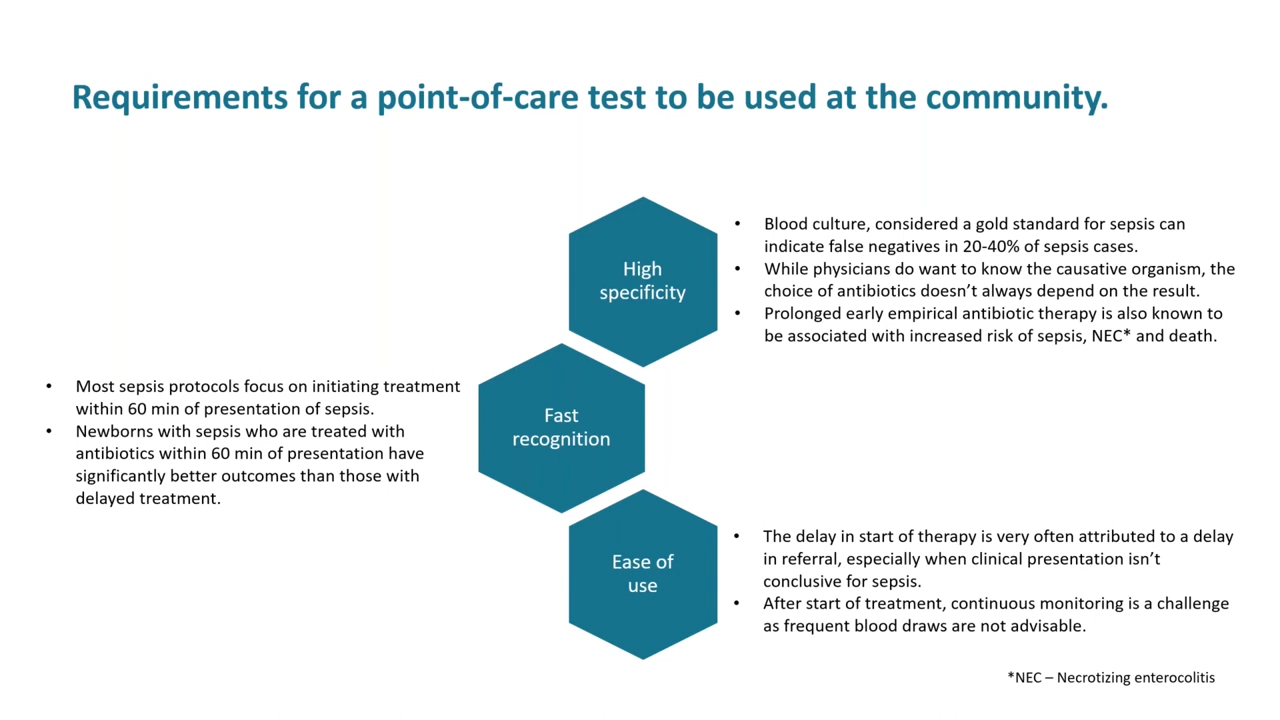 Requirements for a point-of-care test to be used at the community.
High
specificity
• Blood culture, considered a gold standard for sepsis can
indicate false negatives in 20-40% of sepsis cases.
• While physicians do want to know the causative organism, the
choice of antibiotics doesn’t always depend on the result.
• Prolonged early empirical antibiotic therapy is also known to
be associated with increased risk of sepsis, NEC* and death.
Fast
recognition
• Most sepsis protocols focus on initiating treatment
within 60 min of presentation of sepsis.
• Newborns with sepsis who are treated with
antibiotics within 60 min of presentation have
significantly better outcomes than those with
delayed treatment.
Ease of
use
• The delay in start of therapy is very often attributed to a delay
in referral, especially when clinical presentation isn’t
conclusive for sepsis.
• After start of treatment, continuous monitoring is a challenge
as frequent blood draws are not advisable.
*NEC – Necrotizing enterocolitis